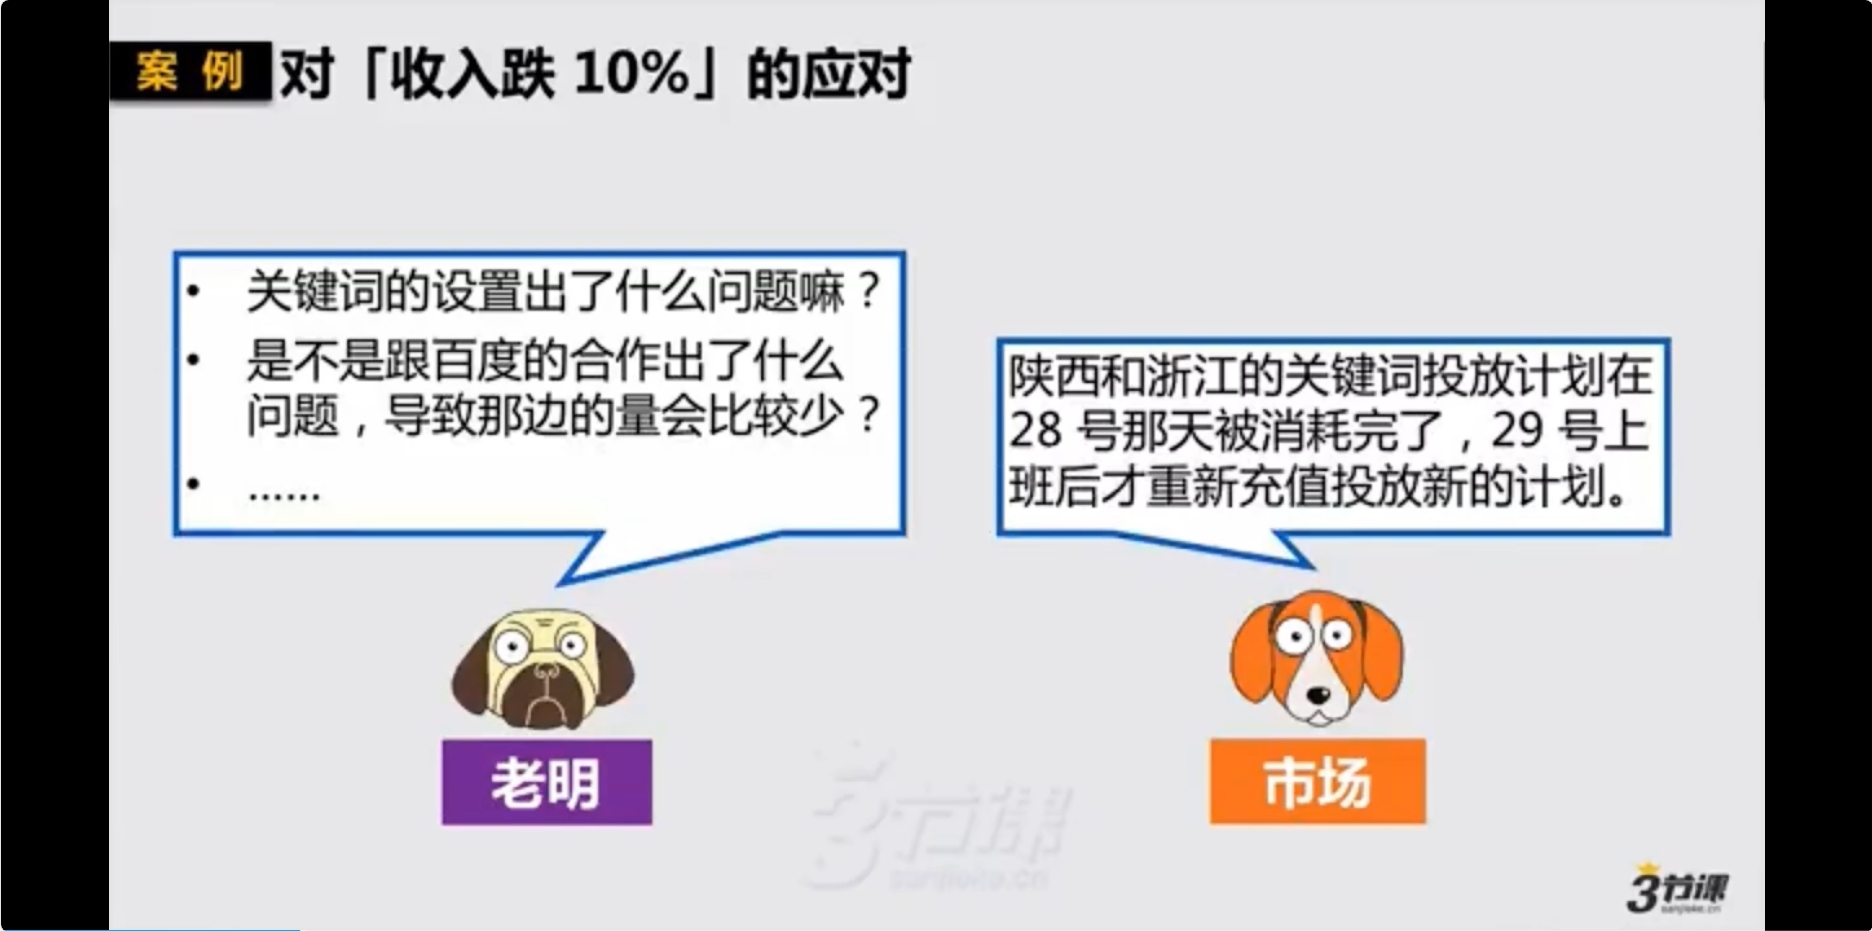 案 例 对「收入跌 10%」的应对
• 关键词的设置出了什么问题嘛？
• 是不是跟百度的合作出了什么
问题，导致那边的量会比较少？
• ……
陕西和浙江的关键词投放计划在
28 号那天被消耗完了，29 号上
班后才重新充值投放新的计划。
老明
市场
3节课
sanjieke.cn
3节课
sanjieke.cn